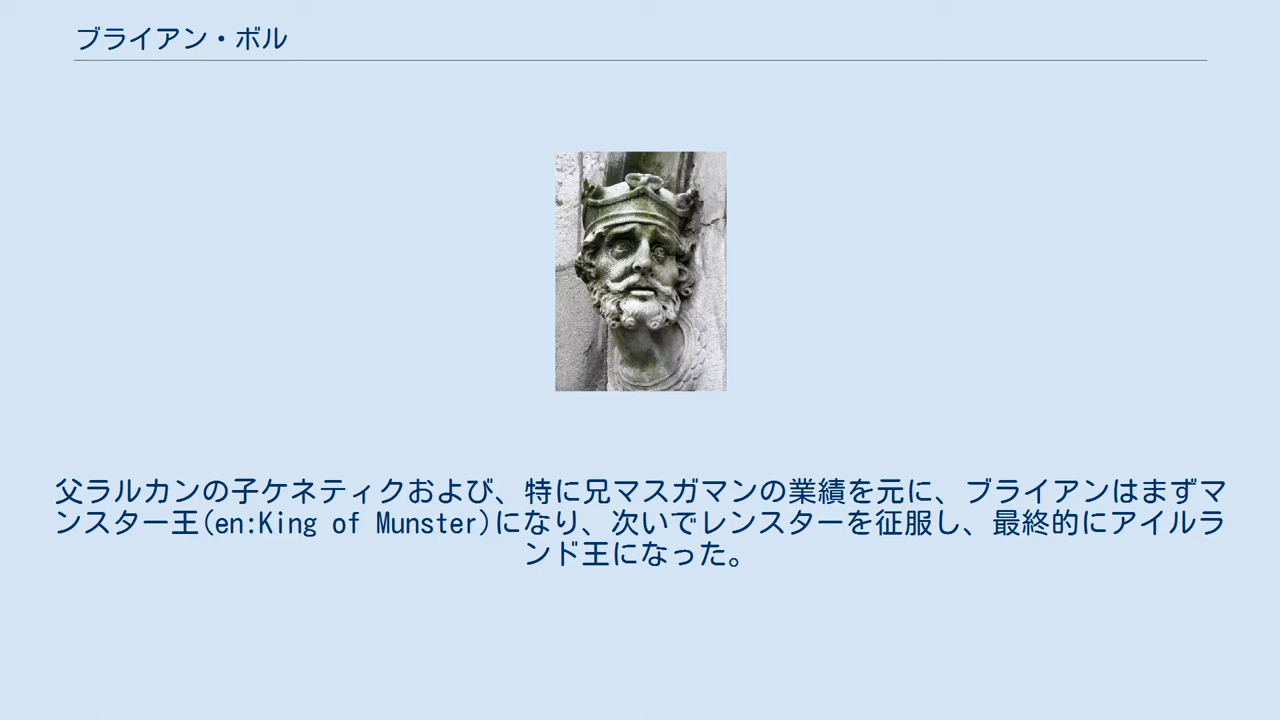 ブライアン・ボル
父ラルカンの子ケネティクおよび、特に兄マスガマンの業績を元に、ブライアンはまずマ
ンスター王(en:King of Munster)になり、次いでレンスターを征服し、最終的にアイルラ
ンド王になった。